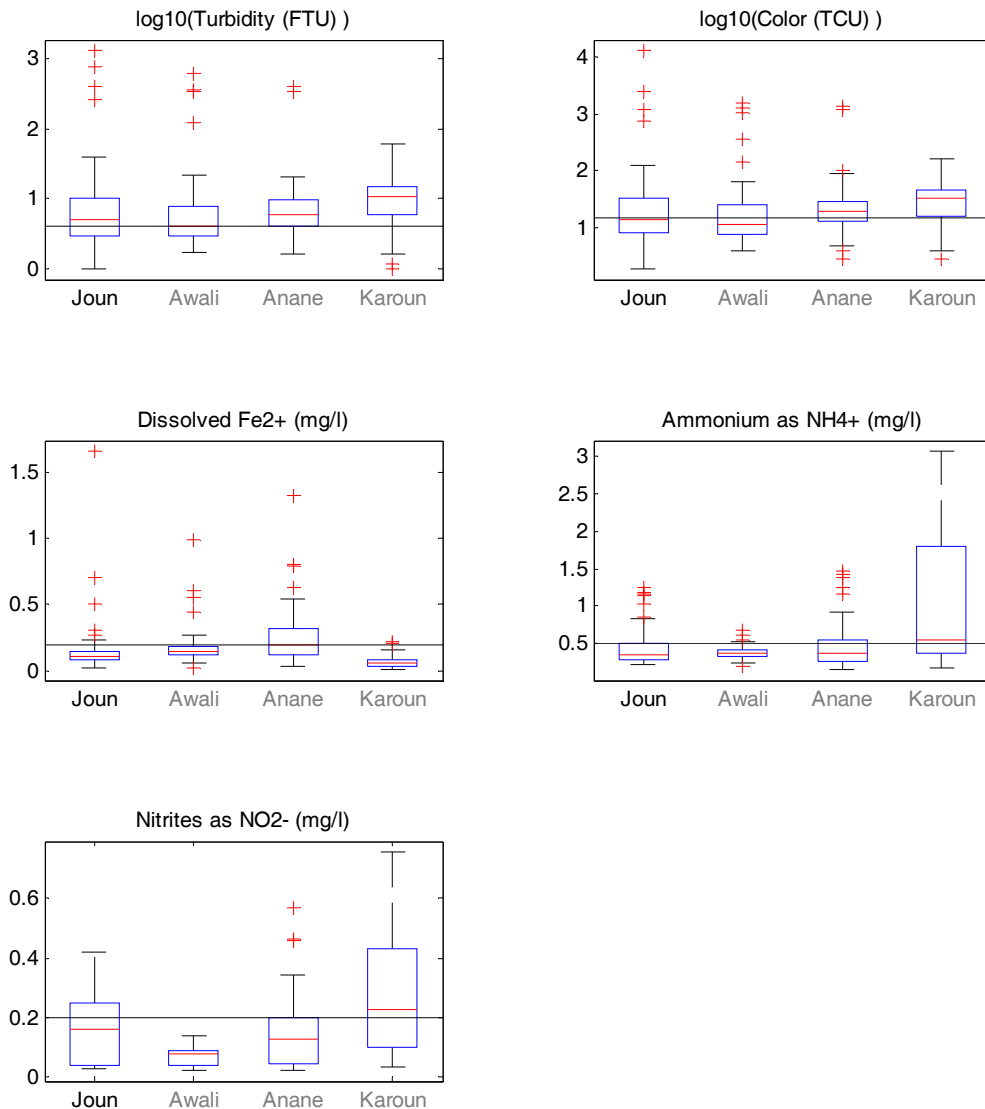 log10(Turbidity (FTU) )
3
2
1
0
Joun Awali Anane Karoun
log10(Color (TCU) )
4
3
2
1
Joun Awali Anane Karoun
Dissolved Fe2+ (mg/l)
1.5
1
0.5
0
Joun Awali Anane Karoun
Ammonium as NH4+ (mg/l)
3
2.5
2
1.5
1
0.5
Joun Awali Anane Karoun
Nitrites as NO2- (mg/l)
0.6
0.4
0.2
0
Joun Awali Anane Karoun